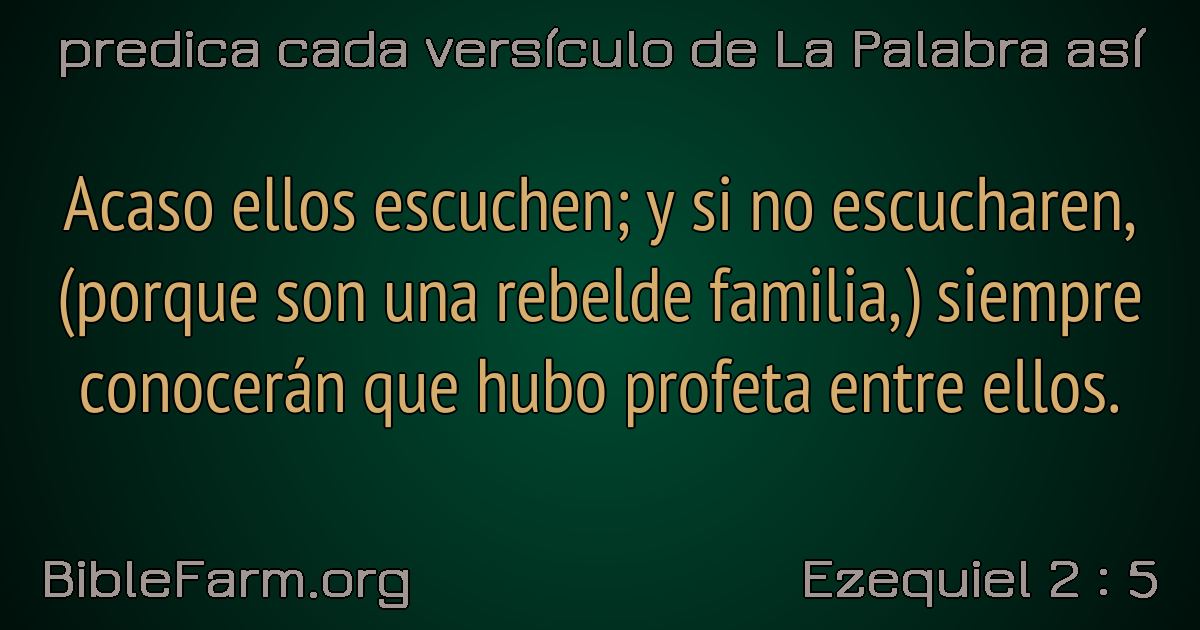 predica cada versículo de La Palabra así
Acaso ellos escuchen; y si no escucharen,
(porque son una rebelde familia,) siempre
conocerán que hubo profeta entre ellos.
BibleFarm.org
Ezequiel 2 : 5